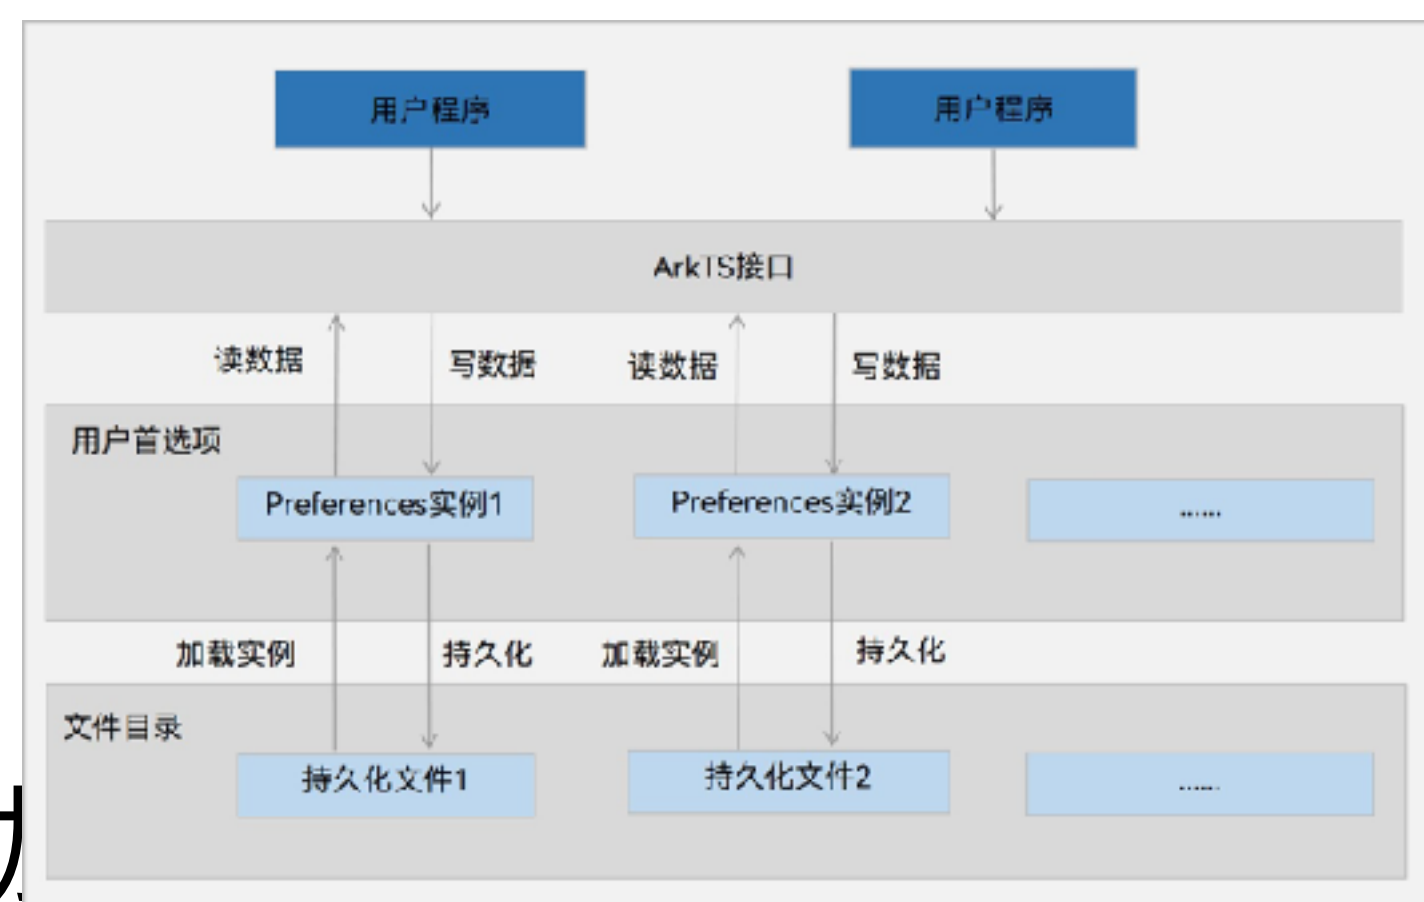 用户程序 用户程序
ArkTS接口
读数据 写数据 读数据 写数据
用户首选项
Preferences实例1 Preferences实例2 ......
加载实例 持久化 加载实例 持久化
文件目录
持久化文件1 持久化文件2 ......